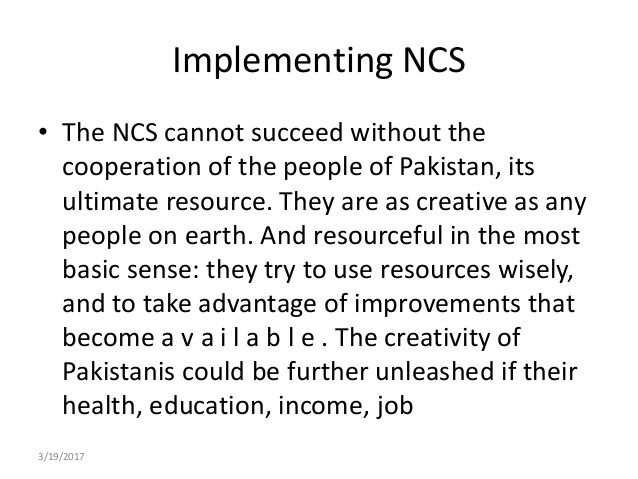 Implementing NCS
• The NCS cannot succeed without the
cooperation of the people of Pakistan, its
ultimate resource. They are as creative as any
people on earth. And resourceful in the most
basic sense: they try to use resources wisely,
and to take advantage of improvements that
become a v a i l a b l e . The creativity of
Pakistanis could be further unleashed if their
health, education, income, job
3/19/2017